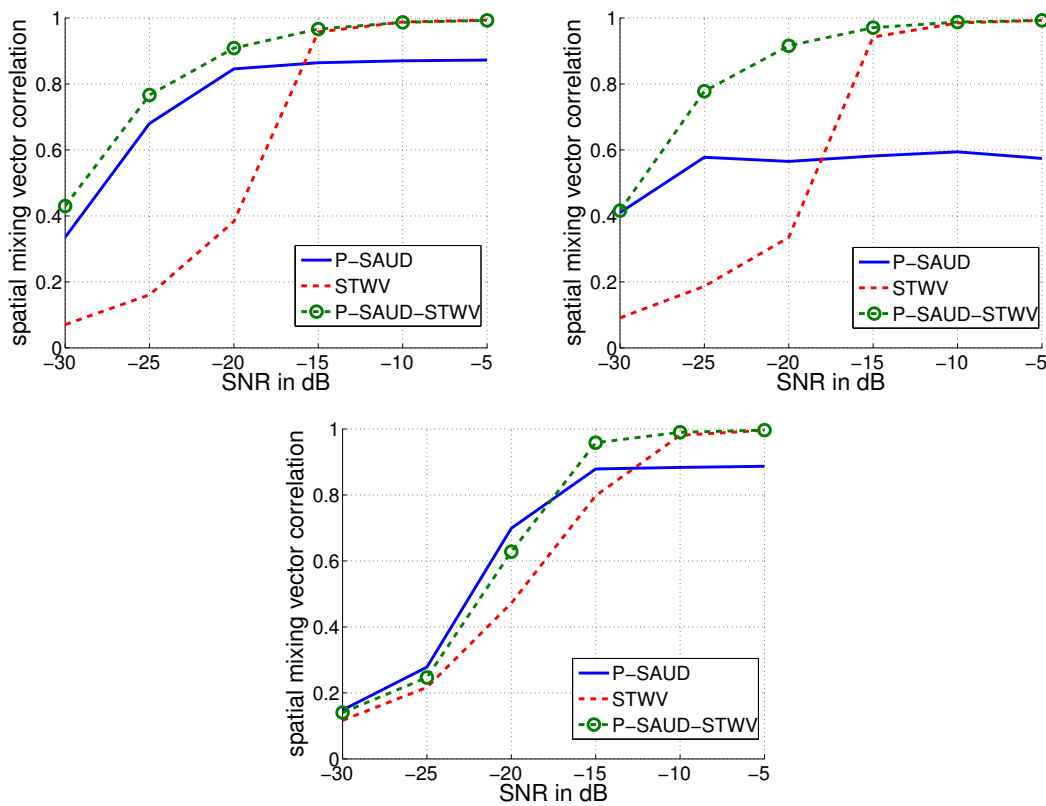 spatial mixing vector correlation
1
0.8
0.6
0.4
0.2
0
P-SAUD
STWV
P-SAUD-STWV
−30 −25 −20 −15 −10 −5
SNR in dB
spatial mixing vector correlation
1
0.8
0.6
0.4
0.2
0
P-SAUD
STWV
P-SAUD-STWV
−30 −25 −20 −15 −10 −5
SNR in dB
spatial mixing vector correlation
1
0.8
0.6
0.4
0.2
0
P-SAUD
STWV
P-SAUD-STWV
−30 −25 −20 −15 −10 −5
SNR in dB